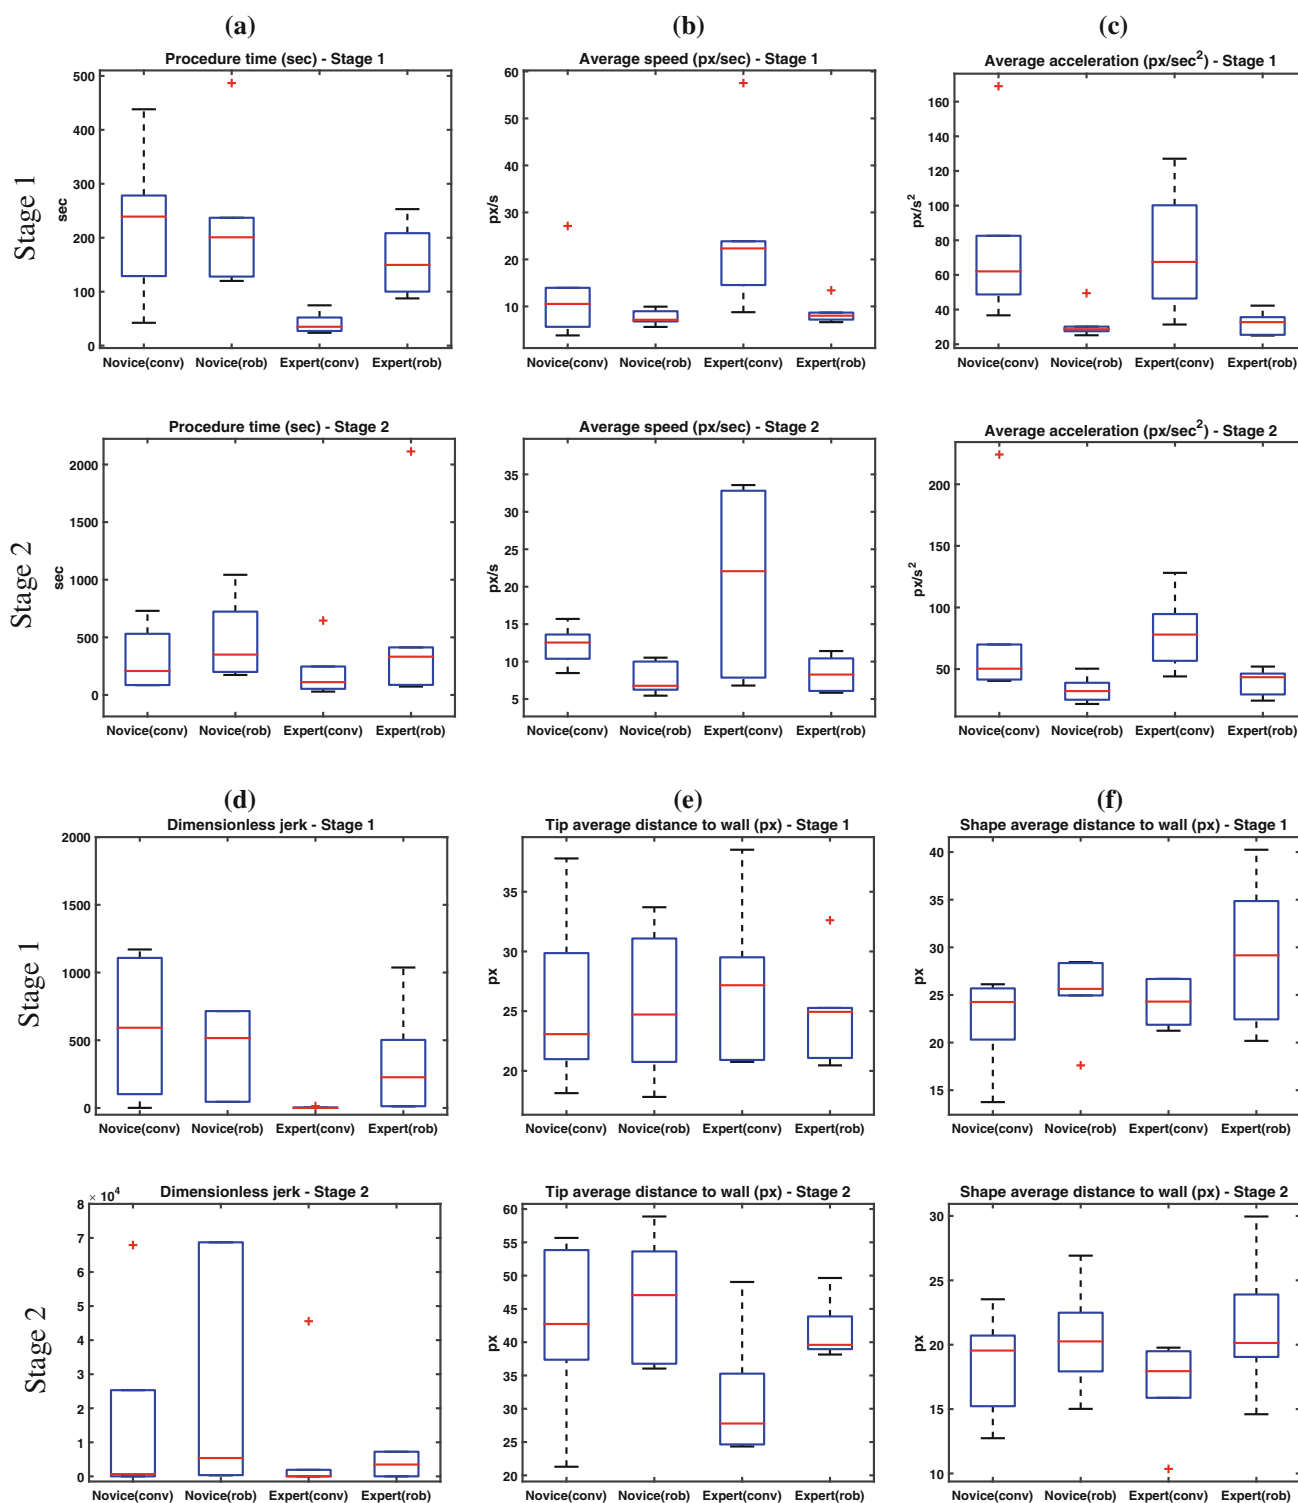 (a) (b) (c)
Procedure time (sec) - Stage 1
500
400
300
200
100
0
sec
Stage 1
Novice(conv) Novice(rob) Expert(conv) Expert(rob)
Average speed (px/sec) - Stage 1
60
50
40
30
20
10
px/s
Novice(conv) Novice(rob) Expert(conv) Expert(rob)
Average acceleration (px/sec²) - Stage 1
160
140
120
100
80
60
40
20
px/s²
Novice(conv) Novice(rob) Expert(conv) Expert(rob)
Procedure time (sec) - Stage 2
2000
1500
1000
500
0
sec
Stage 2
Novice(conv) Novice(rob) Expert(conv) Expert(rob)
Average speed (px/sec) - Stage 2
35
30
25
20
15
10
5
px/s
Novice(conv) Novice(rob) Expert(conv) Expert(rob)
Average acceleration (px/sec²) - Stage 2
200
150
100
50
px/s²
Novice(conv) Novice(rob) Expert(conv) Expert(rob)
(d) (e) (f)
Dimensionless jerk - Stage 1
2000
1500
1000
500
0
Stage 1
Novice(conv) Novice(rob) Expert(conv) Expert(rob)
Tip average distance to wall (px) - Stage 1
35
30
25
20
px
Novice(conv) Novice(rob) Expert(conv) Expert(rob)
Shape average distance to wall (px) - Stage 1
40
35
30
25
20
15
px
Novice(conv) Novice(rob) Expert(conv) Expert(rob)
Dimensionless jerk - Stage 2
× 10⁴
8
7
6
5
4
3
2
1
0
Stage 2
Novice(conv) Novice(rob) Expert(conv) Expert(rob)
Tip average distance to wall (px) - Stage 2
60
55
50
45
40
35
30
25
20
px
Novice(conv) Novice(rob) Expert(conv) Expert(rob)
Shape average distance to wall (px) - Stage 2
30
25
20
15
10
px
Novice(conv) Novice(rob) Expert(conv) Expert(rob)